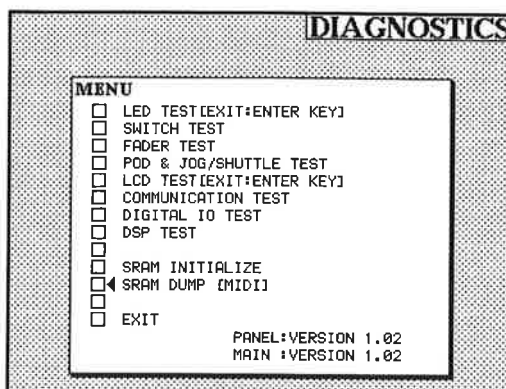 DIAGNOSTICS
MENU
LED TEST[EXIT:ENTER KEY]
SWITCH TEST
FADER TEST
POD & JOG/SHUTTLE TEST
LCD TEST[EXIT:ENTER KEY]
COMMUNICATION TEST
DIGITAL IO TEST
DSP TEST
SRAM INITIALIZE
SRAM DUMP [MIDI]
EXIT
PANEL:VERSION 1.02
MAIN :VERSION 1.02